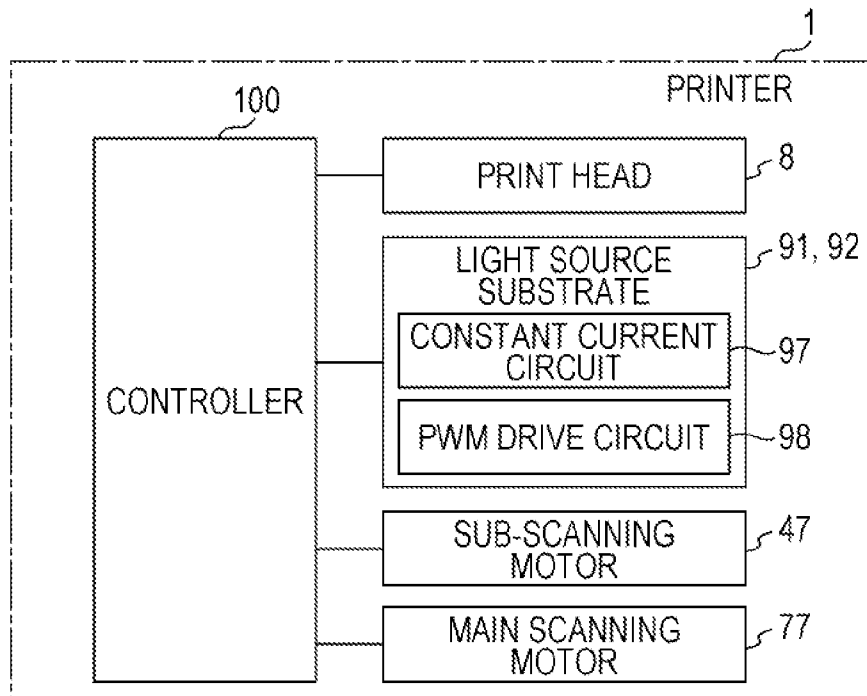 1
PRINTER
100
CONTROLLER
PRINT HEAD
8
LIGHT SOURCE
SUBSTRATE
91, 92
CONSTANT CURRENT
CIRCUIT
97
PWM DRIVE CIRCUIT
98
SUB-SCANNING
MOTOR
47
MAIN SCANNING
MOTOR
77